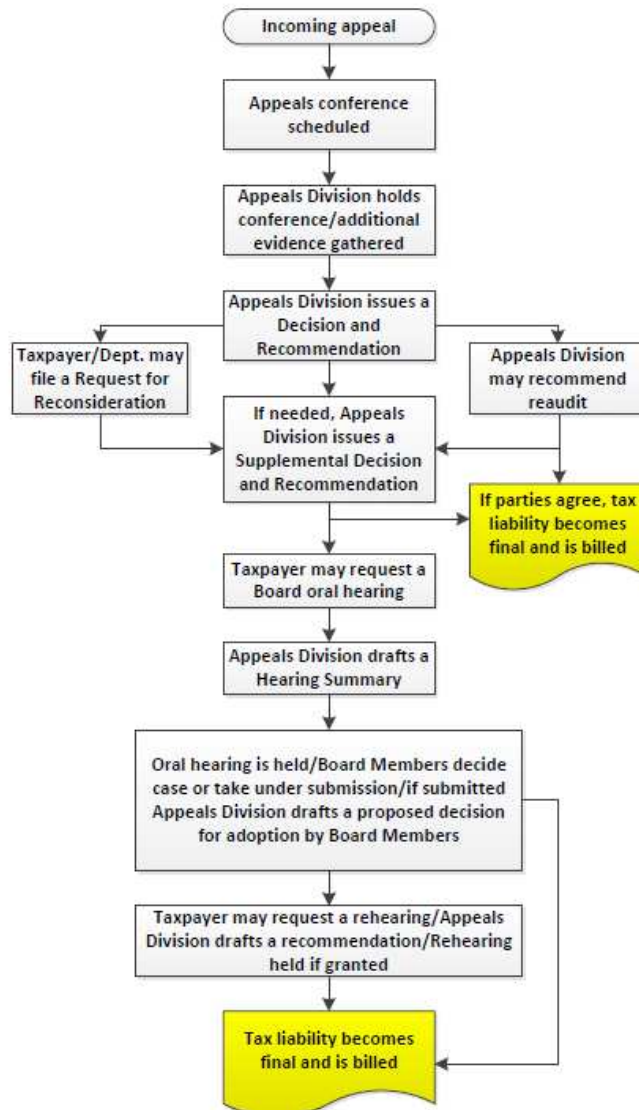 Incoming appeal
Appeals conference
scheduled
Appeals Division holds
conference/additional
evidence gathered
Appeals Division issues a
Decision and
Recommendation
Taxpayer/Dept. may
file a Request for
Reconsideration
Appeals Division
may recommend
reaudit
If needed, Appeals
Division issues a
Supplemental Decision
and Recommendation
If parties agree, tax
liability becomes
final and is billed
Taxpayer may request a
Board oral hearing
Appeals Division drafts a
Hearing Summary
Oral hearing is held/Board Members decide
case or take under submission/if submitted
Appeals Division drafts a proposed decision
for adoption by Board Members
Taxpayer may request a rehearing/Appeals
Division drafts a recommendation/Rehearing
held if granted
Tax liability becomes
final and is billed